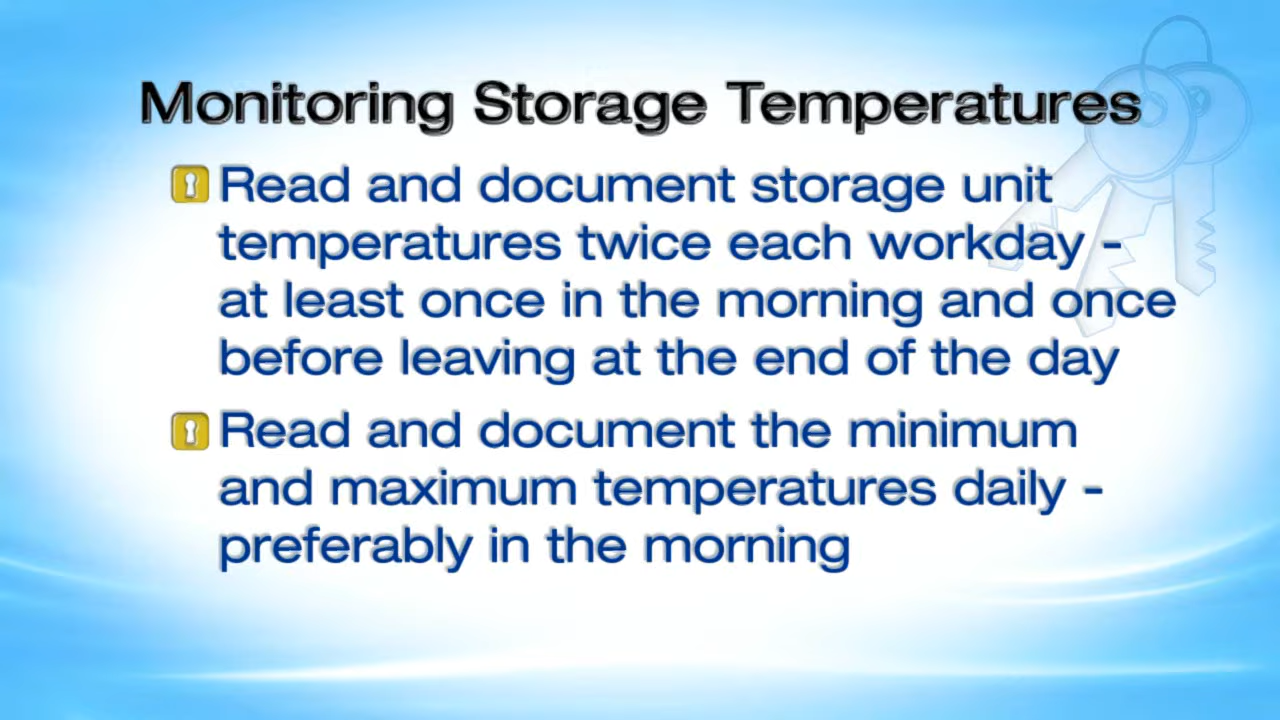 Monitoring Storage Temperatures
Read and document storage unit
temperatures twice each workday -
at least once in the morning and once
before leaving at the end of the day
Read and document the minimum
and maximum temperatures daily -
preferably in the morning